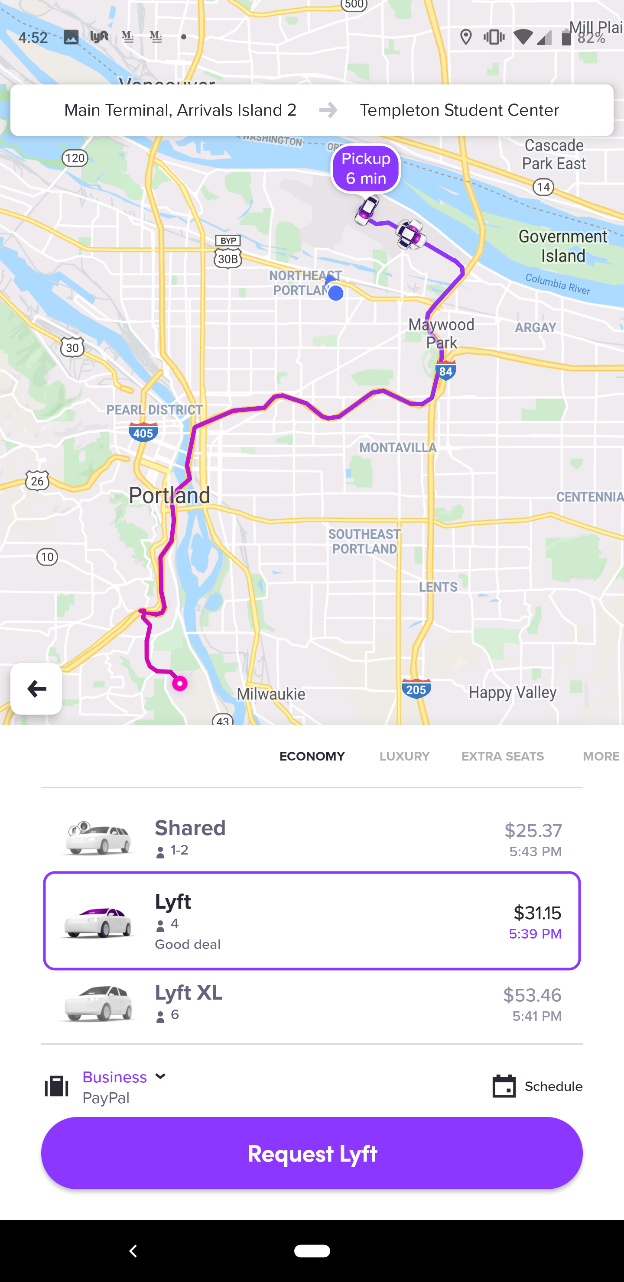 500
Mill Plai
4:52
lyft
82%
Vancouver
Main Terminal, Arrivals Island 2
Templeton Student Center
WASHINGTON
Pickup
6 min
Cascade
Park East
120
14
BYP
30B
Government
Island
NORTHEAST
PORTLAN
Columbia River
Maywood
Park
ARGAY
30
84
PEARL DISTRICT
405
MONTAVILLA
26
Portland
CENTENNIA
SOUTHEAST
PORTLAND
10
LENTS
205
Milwaukie
Happy Valley
43
ECONOMY
LUXURY
EXTRA SEATS
MORE
Shared
$25.37
1-2
5:43 PM
Lyft
$31.15
4
5:39 PM
Good deal
Lyft XL
$53.46
6
5:41 PM
Business
PayPal
Schedule
Request Lyft